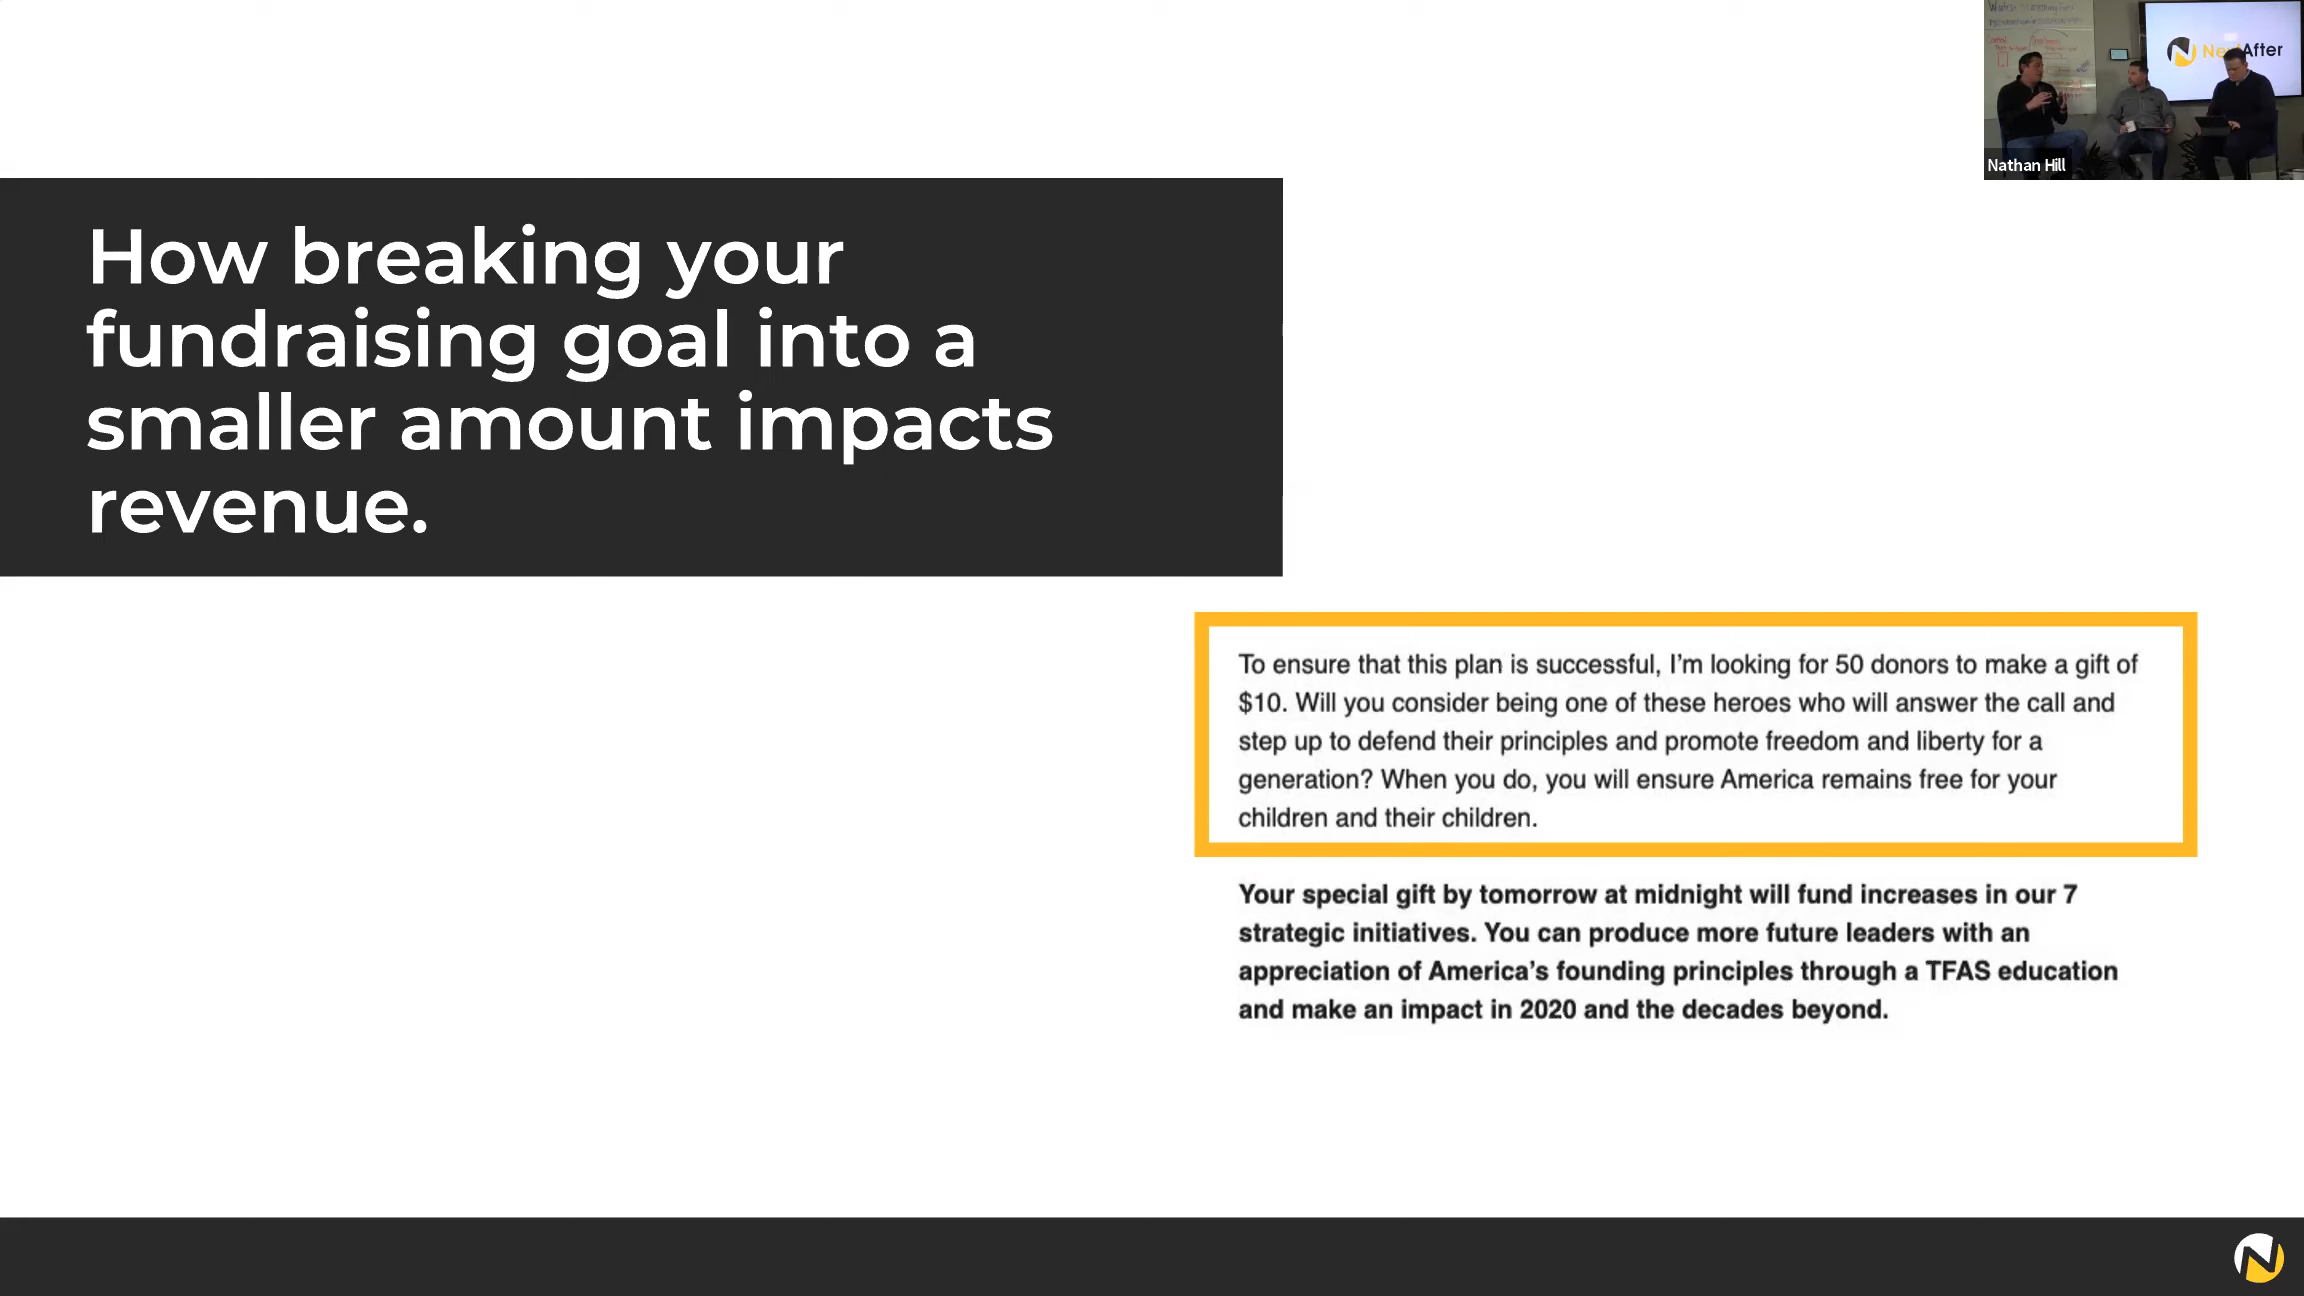 NextAfter
Nathan Hill
How breaking your
fundraising goal into a
smaller amount impacts
revenue.
To ensure that this plan is successful, I'm looking for 50 donors to make a gift of
$10. Will you consider being one of these heroes who will answer the call and
step up to defend their principles and promote freedom and liberty for a
generation? When you do, you will ensure America remains free for your
children and their children.
Your special gift by tomorrow at midnight will fund increases in our 7
strategic initiatives. You can produce more future leaders with an
appreciation of America's founding principles through a TFAS education
and make an impact in 2020 and the decades beyond.